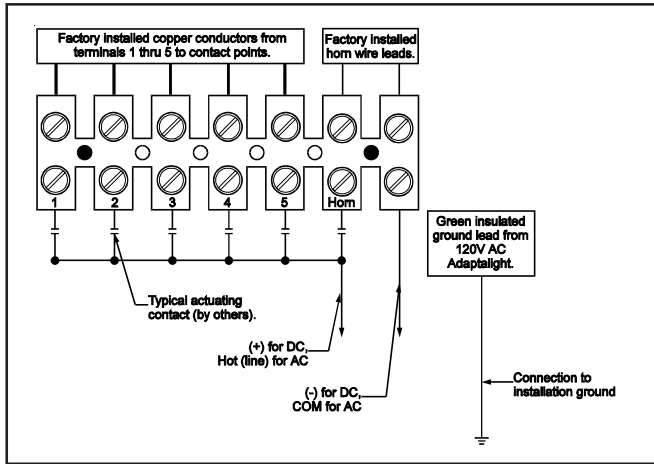 Factory installed copper conductors from
terminals 1 thru 5 to contact points.
Factory installed
horn wire leads.
1 2 3 4 5 Horn
Green insulated
ground lead from
120V AC
Adaptalight.
Typical actuating
contact (by others).
(+) for DC,
Hot (line) for AC
(-) for DC,
COM for AC
Connection to
installation ground